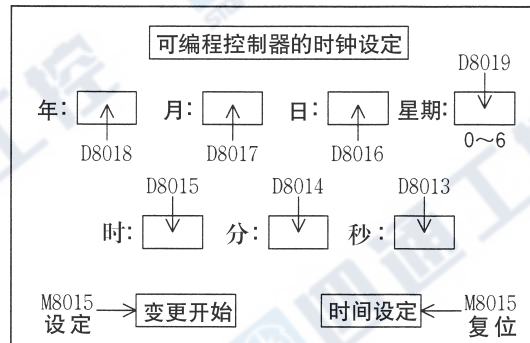 可编程控制器的时钟设定
D8019
年: 月: 日: 星期:
D8018 D8017 D8016 0～6
D8015 D8014 D8013
时: 分: 秒:
M8015 设定 变更开始 时间设定 M8015 复位